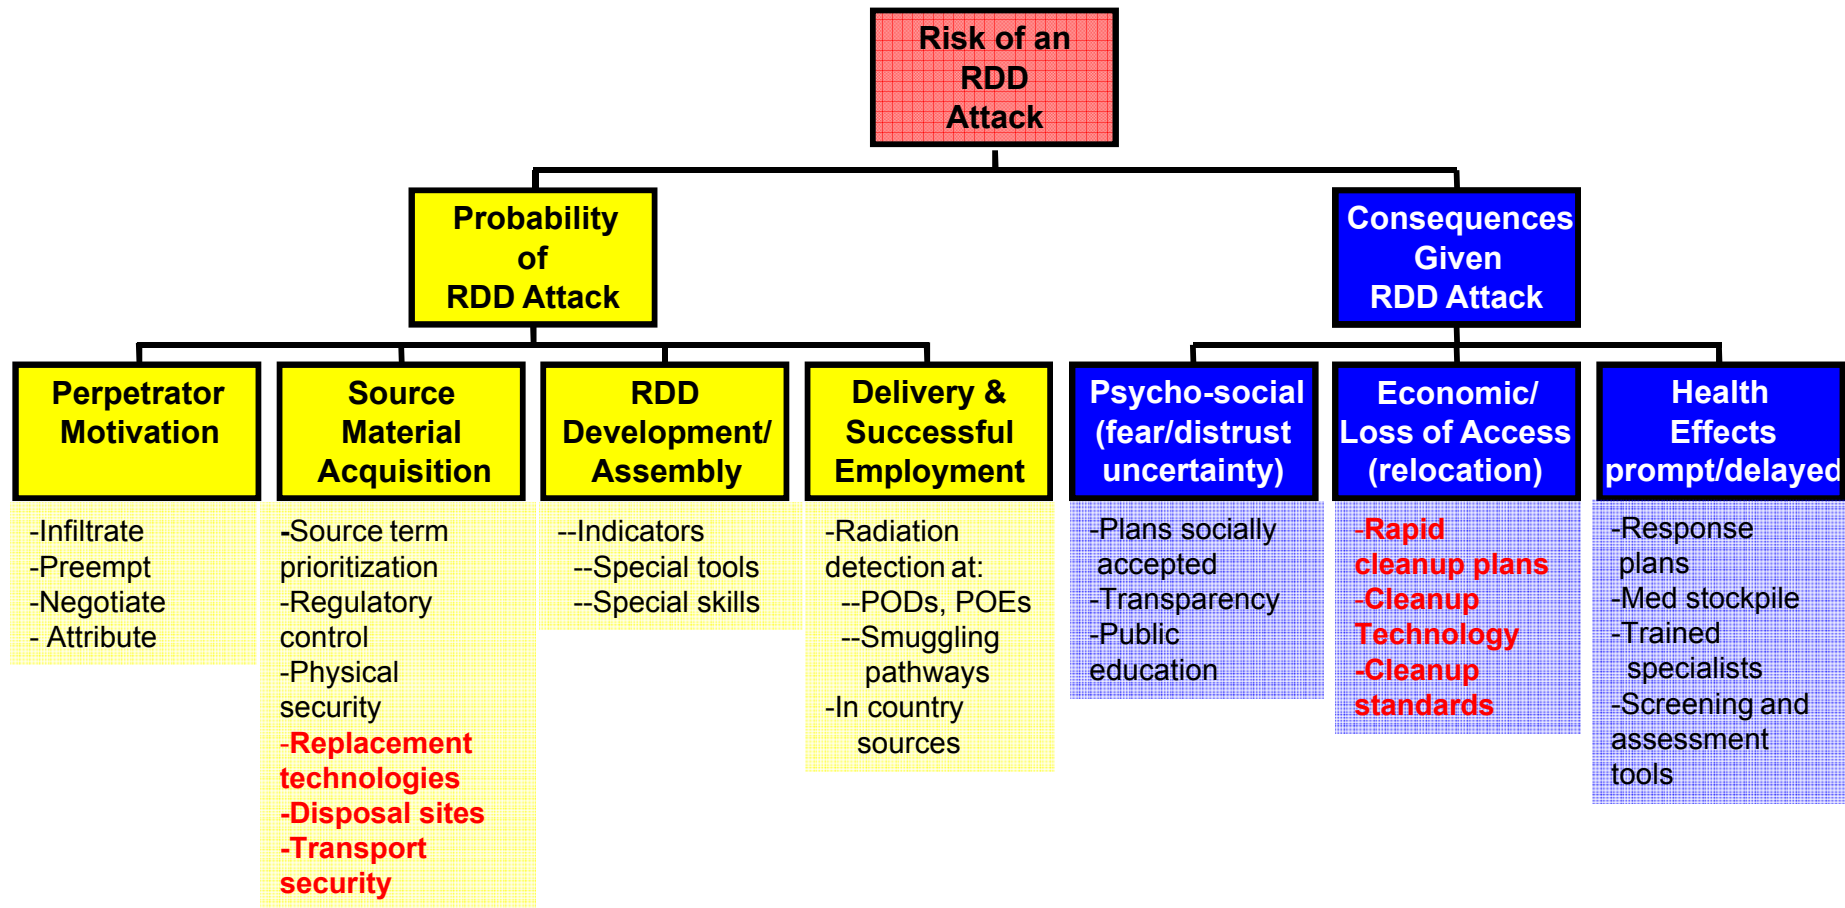 Risk of an
RDD
Attack
Probability
of
RDD Attack
Consequences
Given
RDD Attack
Perpetrator
Motivation
Source
Material
Acquisition
RDD
Development/
Assembly
Delivery &
Successful
Employment
Psycho-social
(fear/distrust
uncertainty)
Economic/
Loss of Access
(relocation)
Health
Effects
prompt/delayed
-Infiltrate
-Preempt
-Negotiate
- Attribute
-Source term
prioritization
-Regulatory
control
-Physical
security
-Replacement
technologies
-Disposal sites
-Transport
security
--Indicators
--Special tools
--Special skills
-Radiation
detection at:
--PODs, POEs
--Smuggling
pathways
-In country
sources
-Plans socially
accepted
-Transparency
-Public
education
-Rapid
cleanup plans
-Cleanup
Technology
-Cleanup
standards
-Response
plans
-Med stockpile
-Trained
specialists
-Screening and
assessment
tools